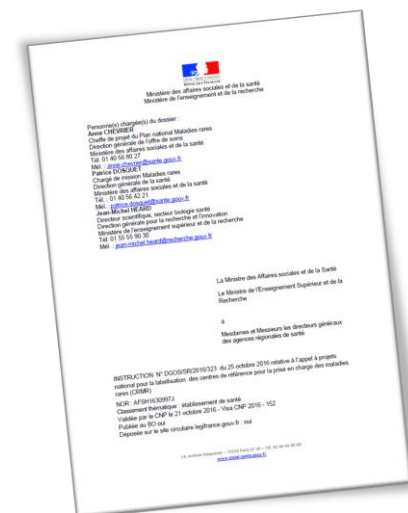 Ministère des affaires sociales et de la santé
Ministère de l'enseignement et de la recherche
Personne(s) chargée(s) du dossier :
Anne CHEVRIER
Cheffe de projet du Plan national Maladies rares
Direction générale de l'offre de soins
Ministère des affaires sociales et de la santé
Tél. 01 40 56 80 27
Mél. : anne.chevrier@sante.gouv.fr
Patrice DOSQUET
Chargé de mission Maladies rares
Direction générale de la santé
Ministère des affaires sociales et de la santé
Tél. : 01 40 56 42 21
Mél. : patrice.dosquet@sante.gouv.fr
Jean-Michel HEARD
Directeur scientifique, secteur biologie santé
Direction générale pour la recherche et l'innovation
Ministère de l'enseignement supérieur et de la recherche
Tél. 01 55 55 90 30
Mél. : jean-michel.heard@recherche.gouv.fr
La Ministre des Affaires sociales et de la Santé
Le Ministre de l'Enseignement Supérieur et de la
Recherche
à
Mesdames et Messieurs les directeurs généraux
des agences régionales de santé
INSTRUCTION N° DGOS/SR/2016/323 du 25 octobre 2016 relative à l'appel à projets
national pour la labellisation des centres de référence pour la prise en charge des maladies
rares (CRMR)
NOR : AFSH1630997J
Classement thématique : établissement de santé
Validée par le CNP le 21 octobre 2016 - Visa CNP 2016 - 152
Publiée au BO oui
Déposée sur le site circulaire.legifrance.gouv.fr : oui
www.social-sante.gouv.fr